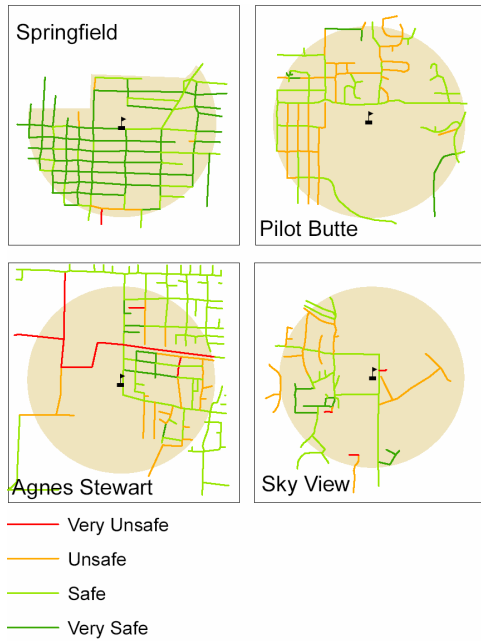 Springfield
Pilot Butte
Agnes Stewart
Sky View
Very Unsafe
Unsafe
Safe
Very Safe